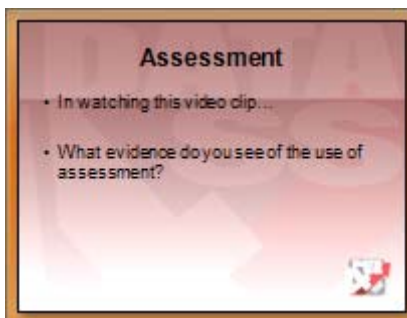 Assessment
• In watching this video clip...
• What evidence do you see of the use of
assessment?